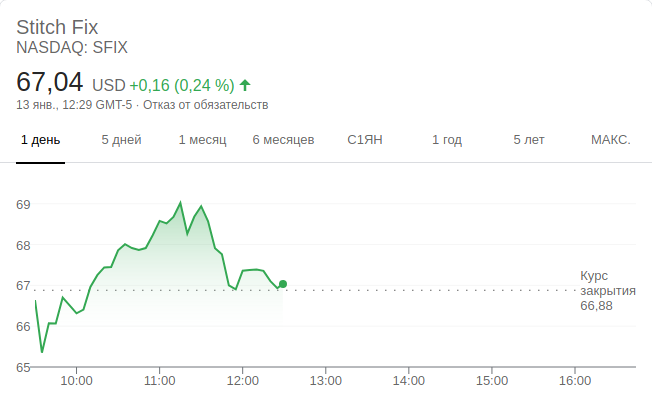 Stitch Fix
NASDAQ: SFIX
67,04 USD +0,16 (0,24 %)
13 янв., 12:29 GMT-5 · Отказ от обязательств
1 день 5 дней 1 месяц 6 месяцев С1ЯН 1 год 5 лет МАКС.
69
68
67
66
65
Курс
закрытия
66,88
10:00 11:00 12:00 13:00 14:00 15:00 16:00